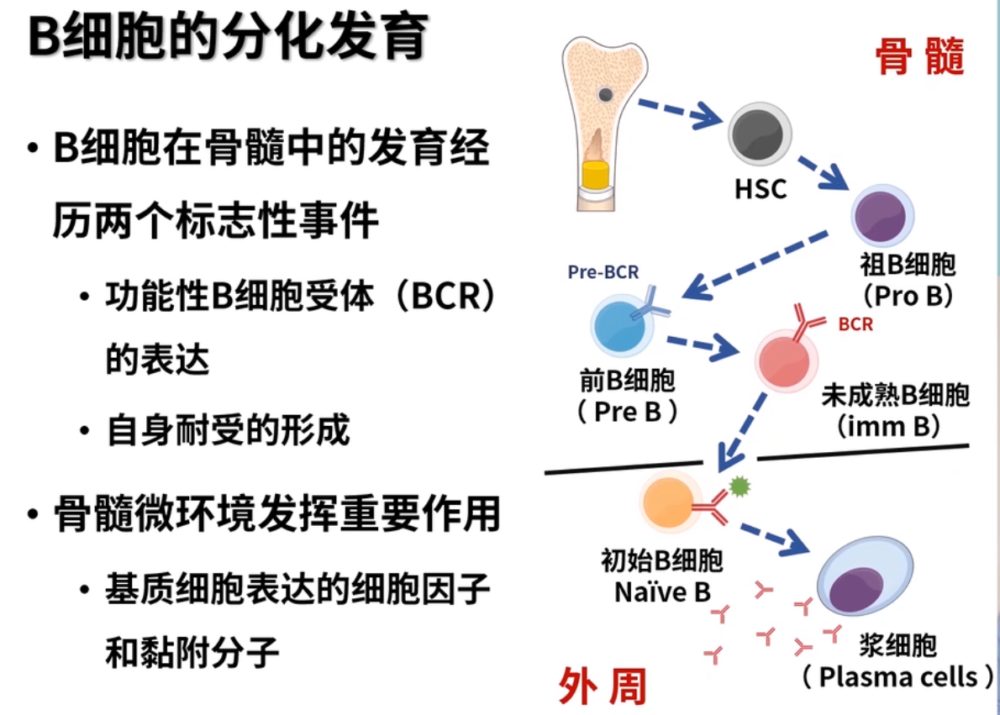 B细胞的分化发育
• B细胞在骨髓中的发育经
历两个标志性事件
• 功能性B细胞受体（BCR）
的表达
• 自身耐受的形成
• 骨髓微环境发挥重要作用
• 基质细胞表达的细胞因子
和黏附分子
骨 髓
HSC
祖B细胞
（Pro B）
Pre-BCR
前B细胞
（ Pre B ）
BCR
未成熟B细胞
（imm B）
初始B细胞
Naïve B
浆细胞
（ Plasma cells ）
外 周